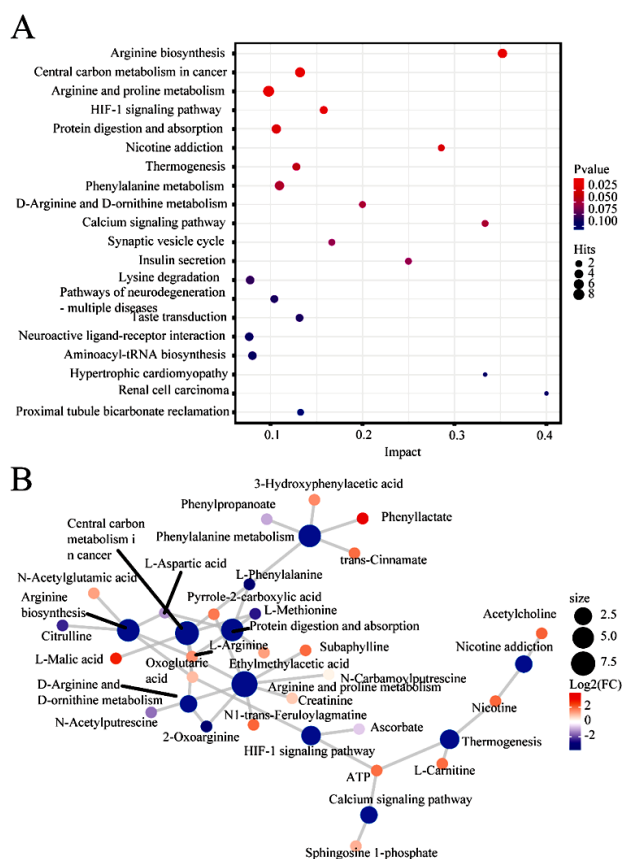 A
Arginine biosynthesis
Central carbon metabolism in cancer
Arginine and proline metabolism
HIF-1 signaling pathway
Protein digestion and absorption
Nicotine addiction
Thermogenesis
Phenylalanine metabolism
D-Arginine and D-ornithine metabolism
Calcium signaling pathway
Synaptic vesicle cycle
Insulin secretion
Lysine degradation
Pathways of neurodegeneration
- multiple diseases
Taste transduction
Neuroactive ligand-receptor interaction
Aminoacyl-tRNA biosynthesis
Hypertrophic cardiomyopathy
Renal cell carcinoma
Proximal tubule bicarbonate reclamation
0.1 0.2 0.3 0.4
Impact
Pvalue
0.025
0.050
0.075
0.100
Hits
2
4
6
8
B
3-Hydroxyphenylacetic acid
Phenylpropanoate
Phenyllactate
Phenylalanine metabolism
trans-Cinnamate
Central carbon
metabolism i
n cancer
L-Aspartic acid
L-Phenylalanine
N-Acetylglutamic acid
Pyrrole-2-carboxylic acid
Arginine
biosynthesis
L-Methionine
Protein digestion and absorption
Citrulline
L-Arginine
Subaphylline
L-Malic acid
Oxoglutaric
acid
Ethylmethylacetic acid
N-Carbamoylputrescine
Arginine and proline metabolism
D-Arginine and
D-ornithine metabolism
Creatinine
N-Acetylputrescine
N1-trans-Feruloylagmatine
2-Oxoarginine
Ascorbate
HIF-1 signaling pathway
Acetylcholine
Nicotine addiction
Nicotine
Thermogenesis
ATP
L-Carnitine
Calcium signaling pathway
Sphingosine 1-phosphate
size
2.5
5.0
7.5
Log2(FC)
2
0
-2